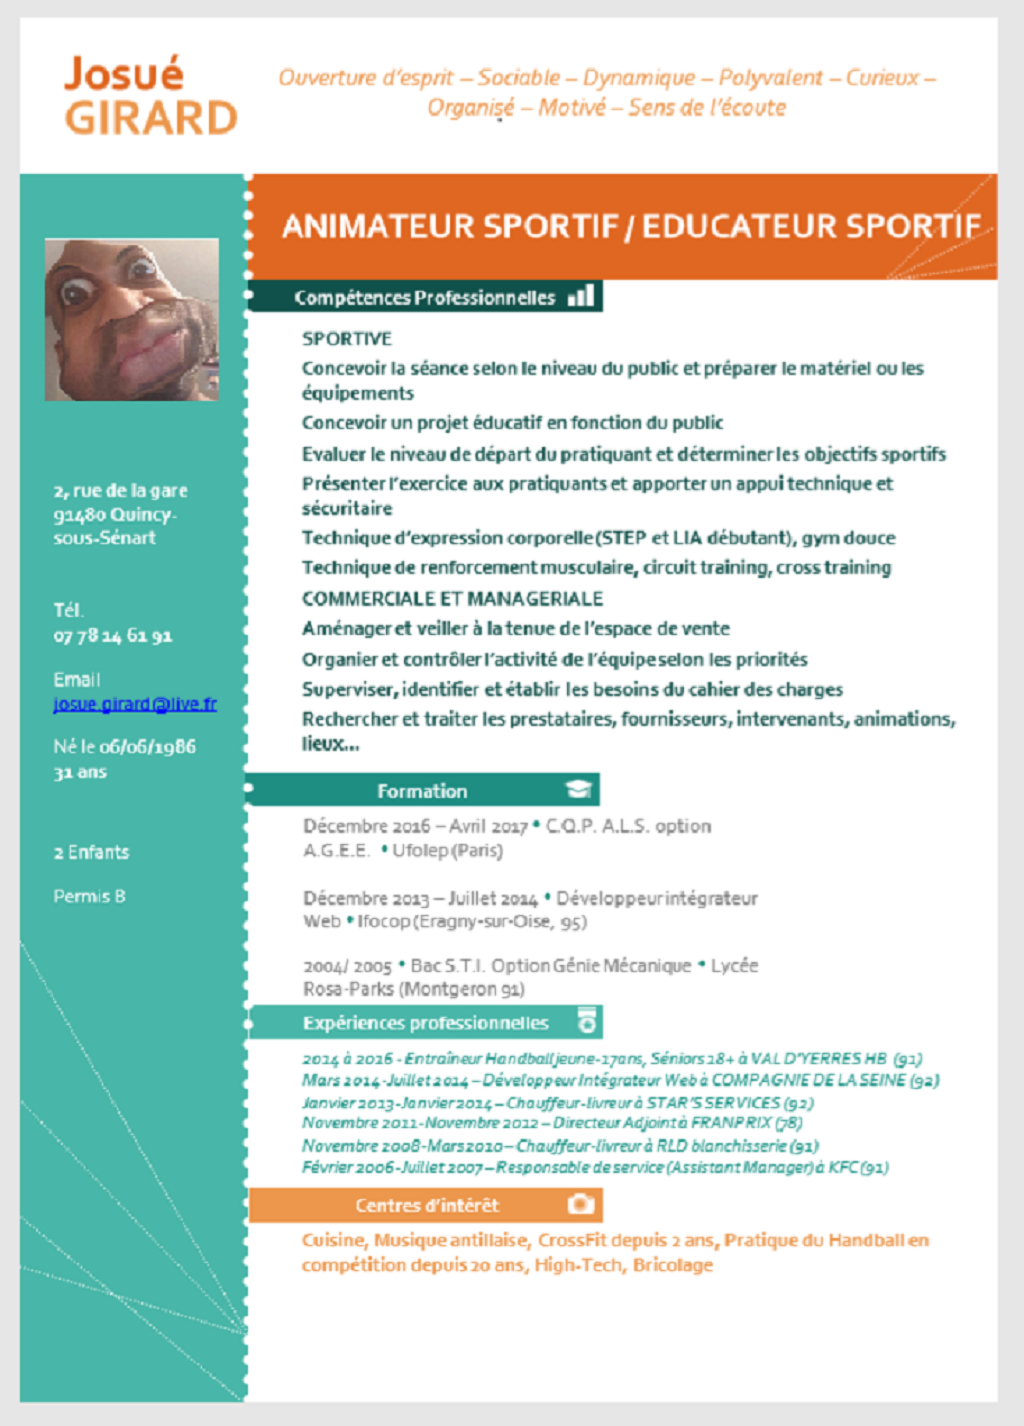 Josué
GIRARD
Ouverture d'esprit – Sociable – Dynamique – Polyvalent – Curieux –
Organisé – Motivé – Sens de l'écoute
ANIMATEUR SPORTIF / EDUCATEUR SPORTIF
2, rue de la gare
91480 Quincy-
sous-Sénart
Tél.
07 78 14 61 91
Email
josue.girard@live.fr
Né le 06/06/1986
31 ans
2 Enfants
Permis B
Compétences Professionnelles
SPORTIVE
Concevoir la séance selon le niveau du public et préparer le matériel ou les
équipements
Concevoir un projet éducatif en fonction du public
Evaluer le niveau de départ du pratiquant et déterminer les objectifs sportifs
Présenter l'exercice aux pratiquants et apporter un appui technique et
sécuritaire
Technique d'expression corporelle (STEP et LIA débutant), gym douce
Technique de renforcement musculaire, circuit training, cross training
COMMERCIALE ET MANAGERIALE
Aménager et veiller à la tenue de l'espace de vente
Organier et contrôler l'activité de l'équipe selon les priorités
Superviser, identifier et établir les besoins du cahier des charges
Rechercher et traiter les prestataires, fournisseurs, intervenants, animations,
lieux...
Formation
Décembre 2016 – Avril 2017 • C.Q.P. A.L.S. option
A.G.E.E. • Ufolep (Paris)
Décembre 2013 – Juillet 2014 • Développeur intégrateur
Web • Ifocop (Eragny-sur-Oise, 95)
2004/ 2005 • Bac S.T.I. Option Génie Mécanique • Lycée
Rosa-Parks (Montgeron 91)
Expériences professionnelles
2014 à 2016 - Entraîneur Handball jeune -17ans, Séniors 18+ à VAL D'YERRES HB (91)
Mars 2014-Juillet 2014 – Développeur Intégrateur Web à COMPAGNIE DE LA SEINE (92)
Janvier 2013-Janvier 2014 – Chauffeur-livreur à STAR'S SERVICES (92)
Novembre 2011-Novembre 2012 – Directeur Adjoint à FRANPRIX (78)
Novembre 2008-Mars 2010 – Chauffeur-livreur à RLD blanchisserie (91)
Février 2006-Juillet 2007 – Responsable de service (Assistant Manager) à KFC (91)
Centres d'intérêt
Cuisine, Musique antillaise, CrossFit depuis 2 ans, Pratique du Handball en
compétition depuis 20 ans, High-Tech, Bricolage